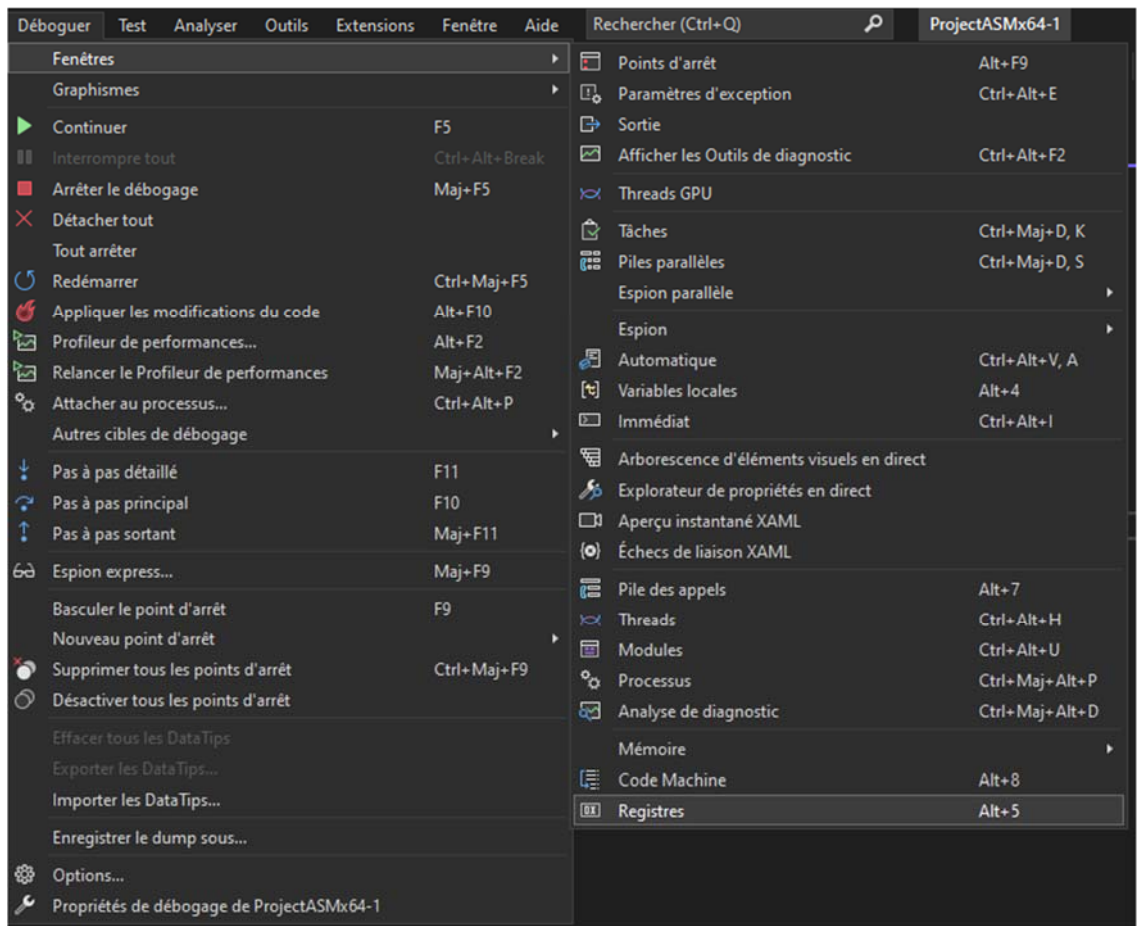 Déboguer Test Analyser Outils Extensions Fenêtre Aide Rechercher (Ctrl+Q) ProjectASMx64-1
Fenêtres
Graphismes
Continuer F5
Interrompre tout Ctrl+Alt+Break
Arrêter le débogage Maj+F5
Détacher tout
Tout arrêter
Redémarrer Ctrl+Maj+F5
Appliquer les modifications du code Alt+F10
Profileur de performances... Alt+F2
Relancer le Profileur de performances Maj+Alt+F2
Attacher au processus... Ctrl+Alt+P
Autres cibles de débogage
Pas à pas détaillé F11
Pas à pas principal F10
Pas à pas sortant Maj+F11
Espion express... Maj+F9
Basculer le point d'arrêt F9
Nouveau point d'arrêt
Supprimer tous les points d'arrêt Ctrl+Maj+F9
Désactiver tous les points d'arrêt
Effacer tous les DataTips
Exporter les DataTips...
Importer les DataTips...
Enregistrer le dump sous...
Options...
Propriétés de débogage de ProjectASMx64-1
Points d'arrêt Alt+F9
Paramètres d'exception Ctrl+Alt+E
Sortie
Afficher les Outils de diagnostic Ctrl+Alt+F2
Threads GPU
Tâches Ctrl+Maj+D, K
Piles parallèles Ctrl+Maj+D, S
Espion parallèle
Espion
Automatique Ctrl+Alt+V, A
Variables locales Alt+4
Immédiat Ctrl+Alt+I
Arborescence d'éléments visuels en direct
Explorateur de propriétés en direct
Aperçu instantané XAML
Échecs de liaison XAML
Pile des appels Alt+7
Threads Ctrl+Alt+H
Modules Ctrl+Alt+U
Processus Ctrl+Maj+Alt+P
Analyse de diagnostic Ctrl+Maj+Alt+D
Mémoire
Code Machine Alt+8
Registres Alt+5